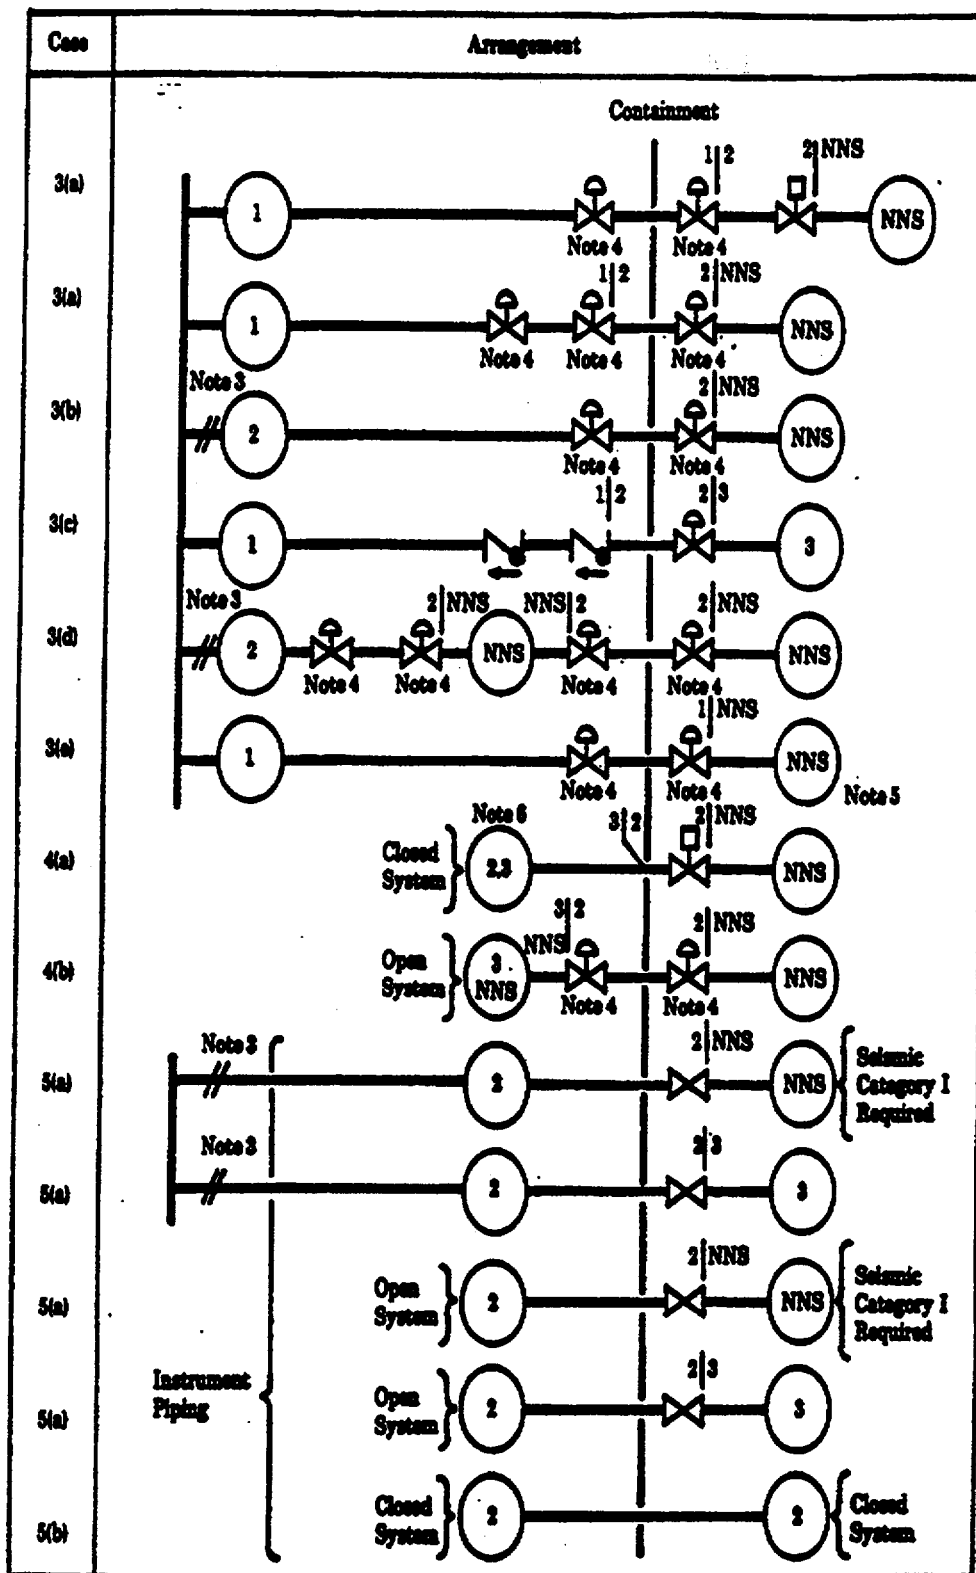 Case Arrangement
Containment
3(a)
1|2
2|NNS
1
NNS
Note 4 Note 4
3(a)
1|2
2|NNS
1
NNS
Note 4 Note 4 Note 4
Note 3
3(b)
2|NNS
2
NNS
Note 4 Note 4
3(c)
1|2
2|3
1
3
Note 3
3(d)
2|NNS NNS|2 2|NNS
2
NNS
NNS
Note 4 Note 4 Note 4 Note 4
3(e)
1|NNS
1
NNS
Note 4 Note 4
Note 5
Note 6
4(a)
Closed
System
2,3
3|2
2|NNS
NNS
4(b)
Open
System
3
NNS
3|2
NNS
2|NNS
NNS
Note 4 Note 4
5(a)
Note 3
2
2|NNS
NNS
Seismic
Category I
Required
5(a)
Note 3
2
2|3
3
5(a)
Open
System
2
2|NNS
NNS
Seismic
Category I
Required
Instrument
Piping
5(a)
Open
System
2
2|3
3
5(b)
Closed
System
2
2
Closed
System